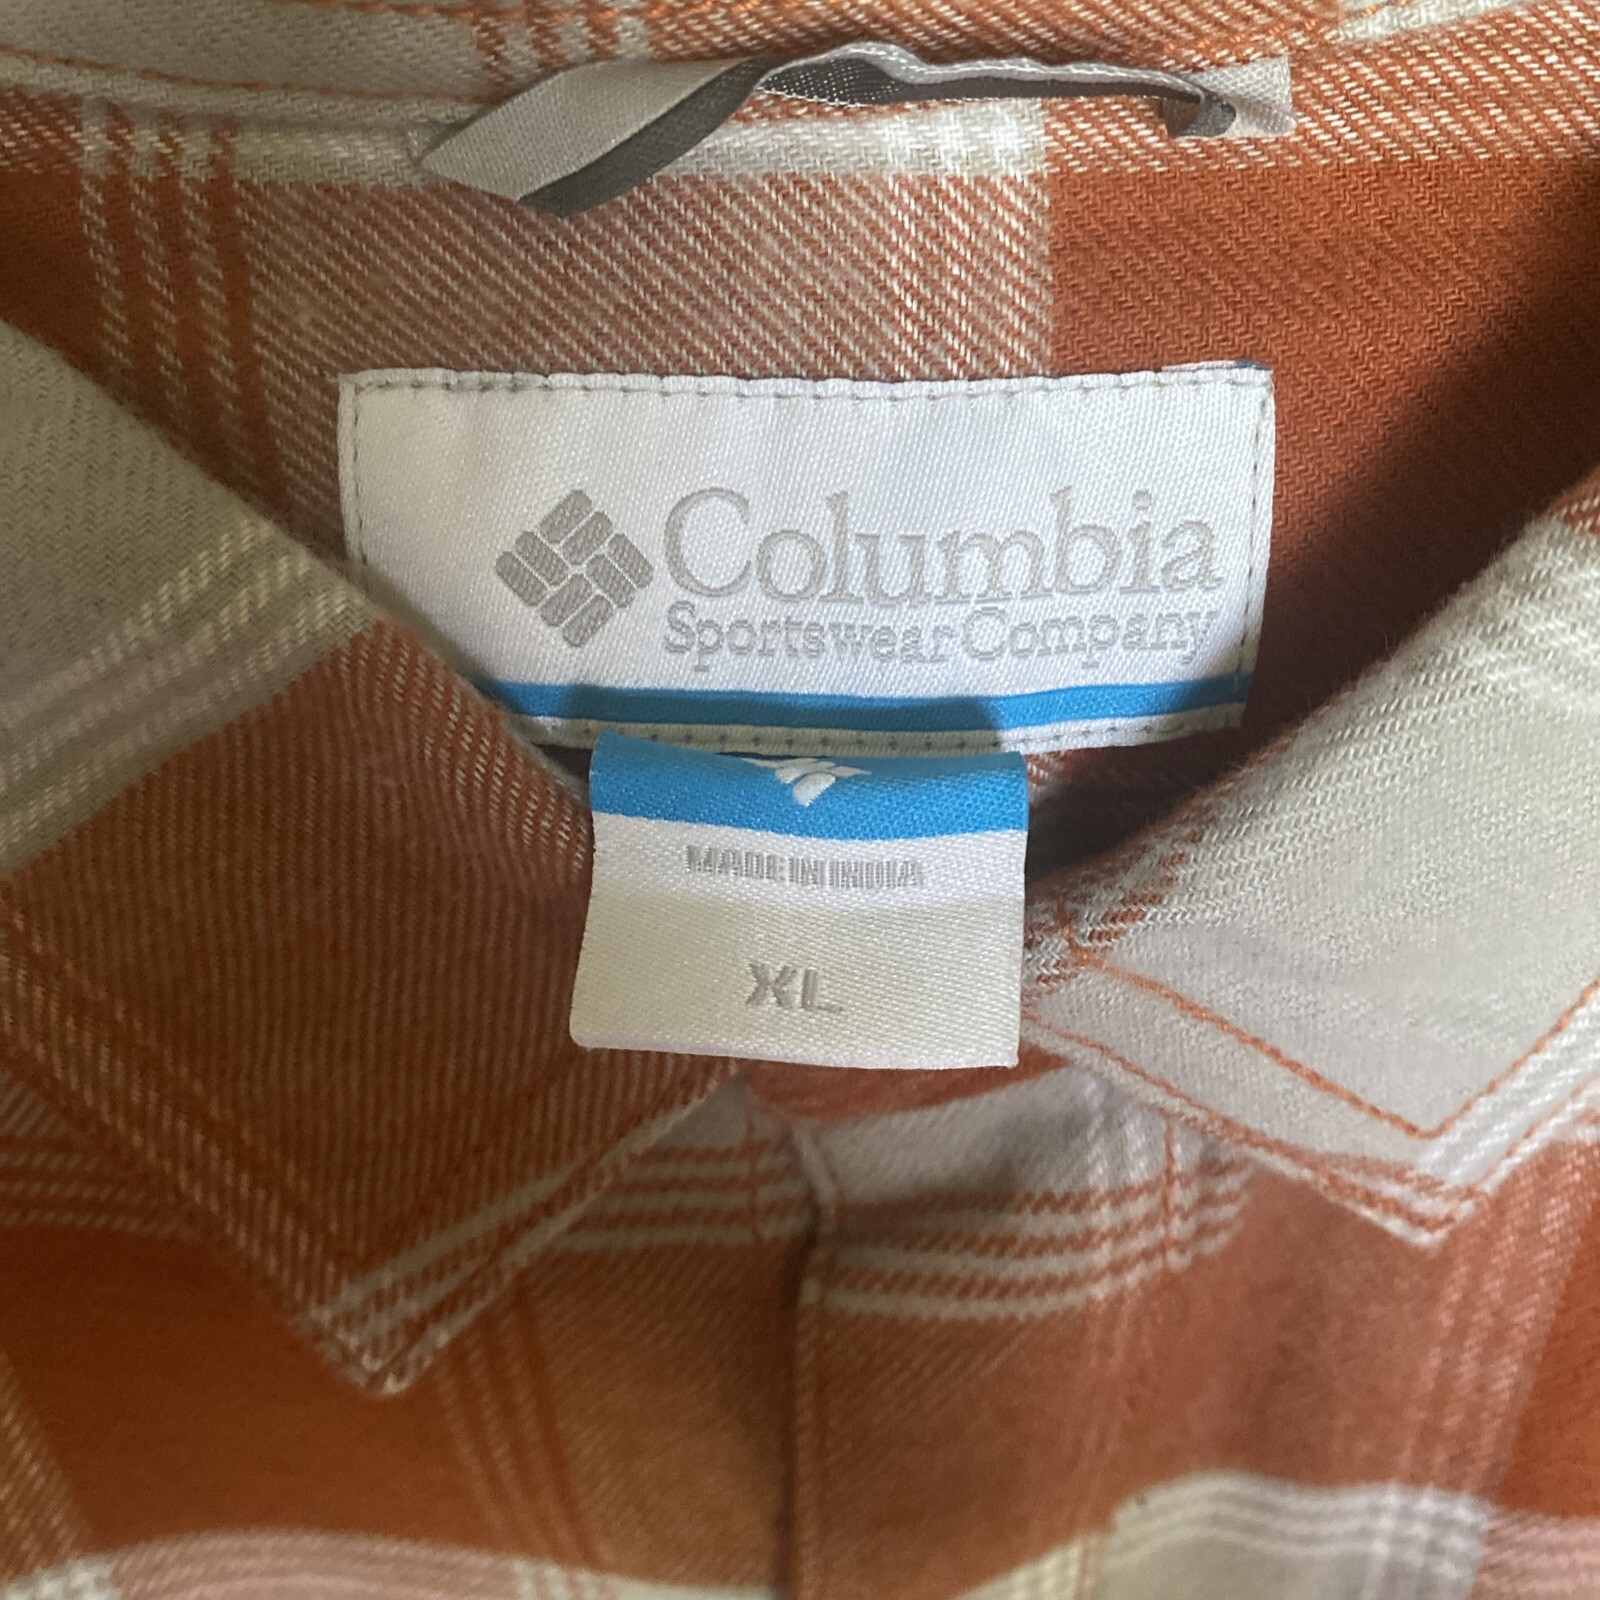 Columbia
Sportswear Company
MADE IN INDIA
XL